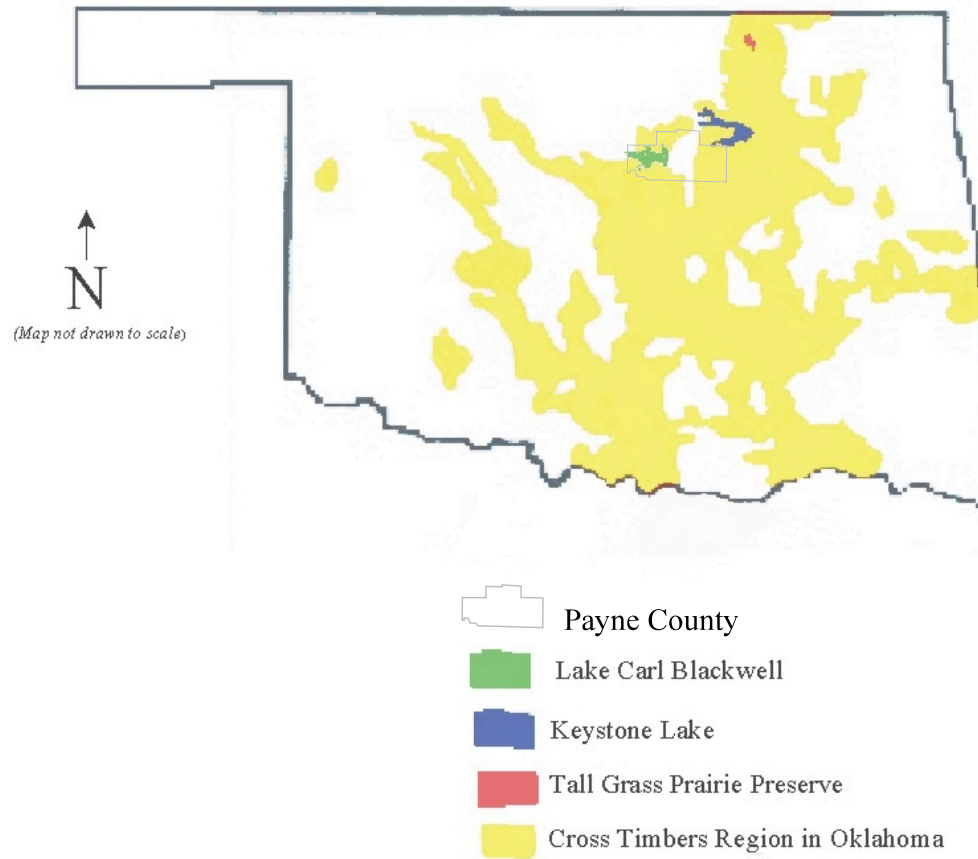 N
(Map not drawn to scale)
Payne County
Lake Carl Blackwell
Keystone Lake
Tall Grass Prairie Preserve
Cross Timbers Region in Oklahoma